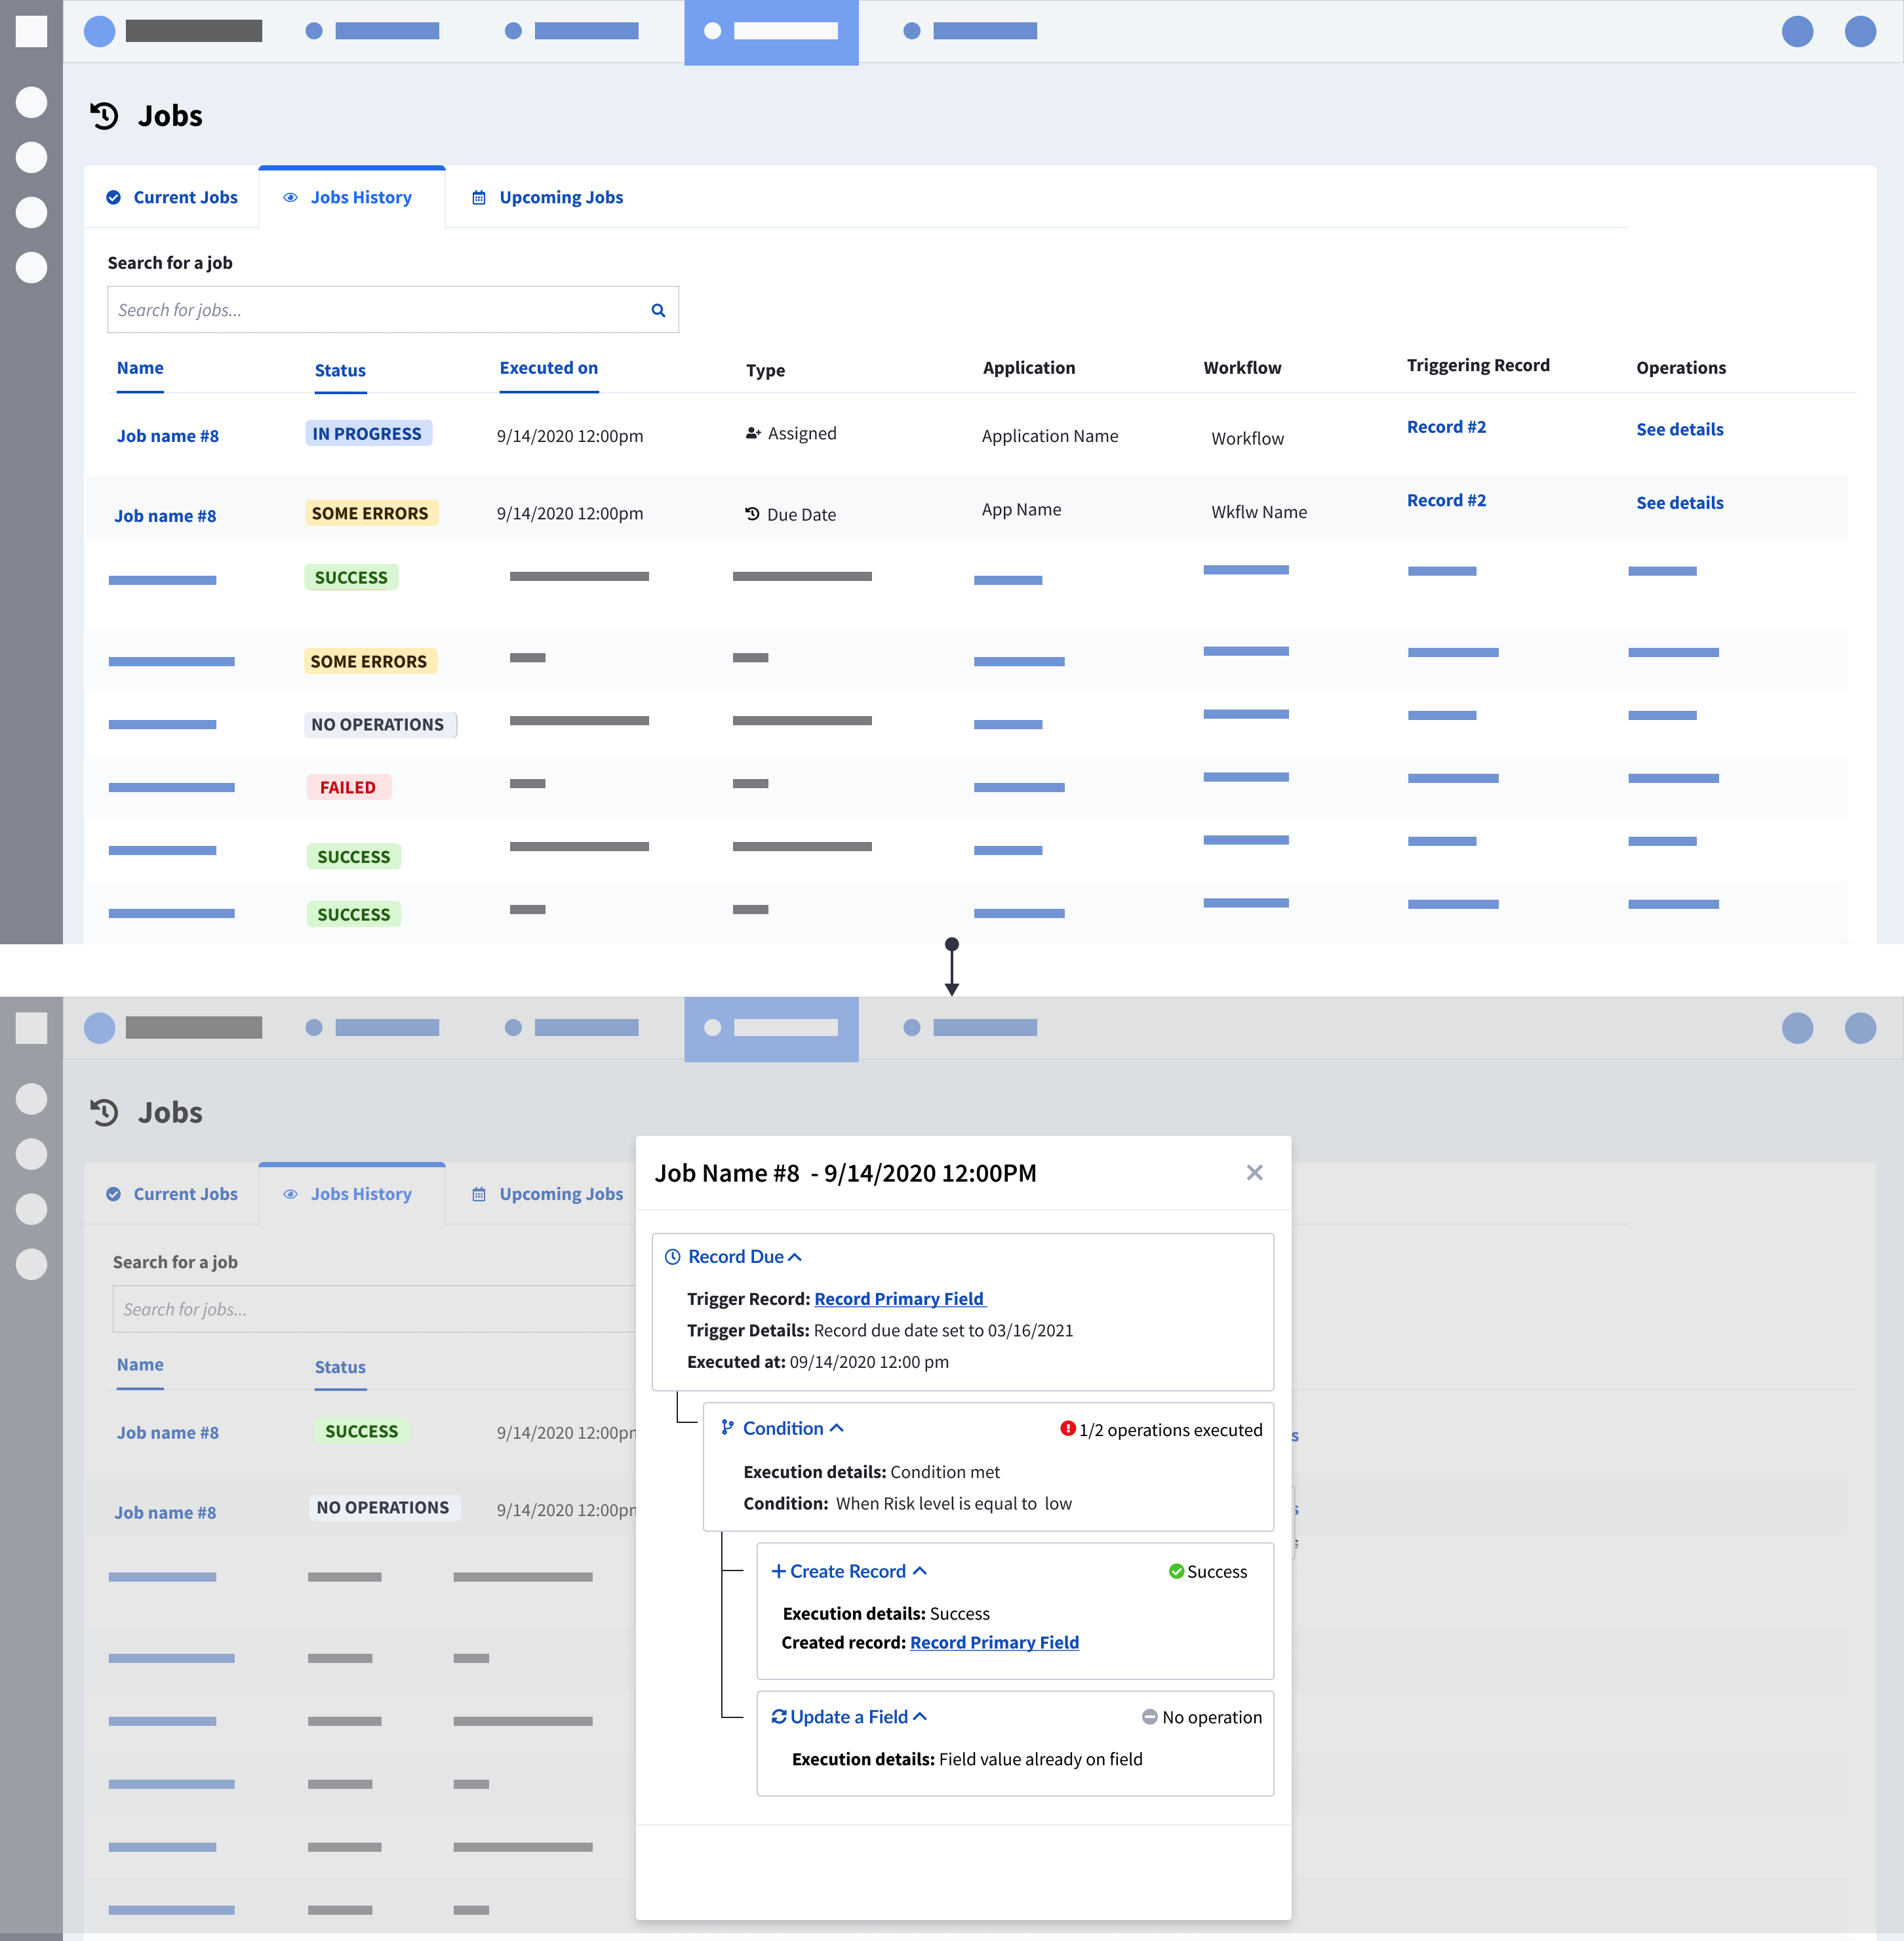 Jobs
Current Jobs Jobs History Upcoming Jobs
Search for a job
Search for jobs...
Name Status Executed on Type Application Workflow Triggering Record Operations
Job name #8 IN PROGRESS 9/14/2020 12:00pm Assigned Application Name Workflow Record #2 See details
Job name #8 SOME ERRORS 9/14/2020 12:00pm Due Date App Name Wkflw Name Record #2 See details
SUCCESS
SOME ERRORS
NO OPERATIONS
FAILED
SUCCESS
SUCCESS
Jobs
Current Jobs Jobs History Upcoming Jobs
Search for a job
Search for jobs...
Name Status
Job name #8 SUCCESS 9/14/2020 12:00pm
Job name #8 NO OPERATIONS 9/14/2020 12:00pm
Job Name #8 - 9/14/2020 12:00PM
Record Due
Trigger Record: Record Primary Field
Trigger Details: Record due date set to 03/16/2021
Executed at: 09/14/2020 12:00 pm
Condition 1/2 operations executed
Execution details: Condition met
Condition: When Risk level is equal to low
Create Record Success
Execution details: Success
Created record: Record Primary Field
Update a Field No operation
Execution details: Field value already on field